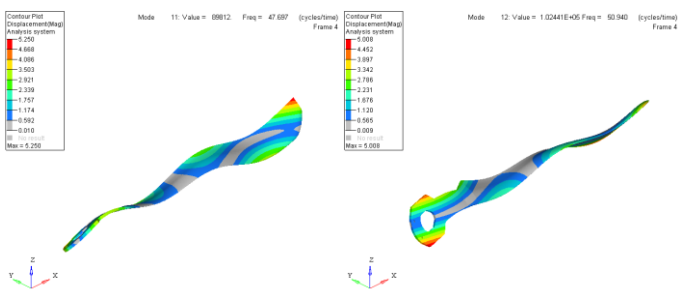 Contour Plot
Displacement(Mag)
Analysis system
5.250
4.668
4.086
3.503
2.921
2.339
1.757
1.174
0.592
0.010
No result
Max = 5.250
Mode 11: Value = 89812 Freq = 47.697 (cycles/time)
Frame 4
Z
Y
X
Contour Plot
Displacement(Mag)
Analysis system
5.008
4.452
3.897
3.342
2.786
2.231
1.676
1.120
0.565
0.009
No result
Max = 5.008
Mode 12: Value = 1.02441E+05 Freq = 50.940 (cycles/time)
Frame 4
Z
Y
X